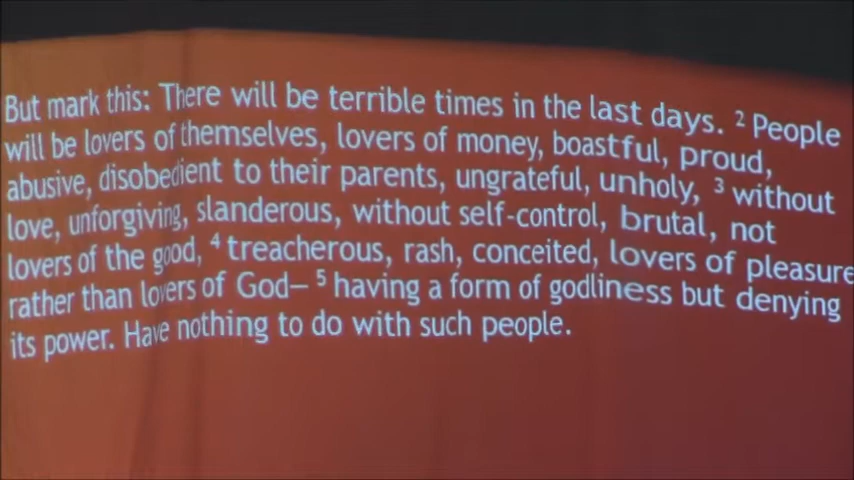 But mark this: There will be terrible times in the last days. ² People
will be lovers of themselves, lovers of money, boastful, proud,
abusive, disobedient to their parents, ungrateful, unholy, ³ without
love, unforgiving, slanderous, without self-control, brutal, not
lovers of the good, ⁴ treacherous, rash, conceited, lovers of pleasure
rather than lovers of God— ⁵ having a form of godliness but denying
its power. Have nothing to do with such people.